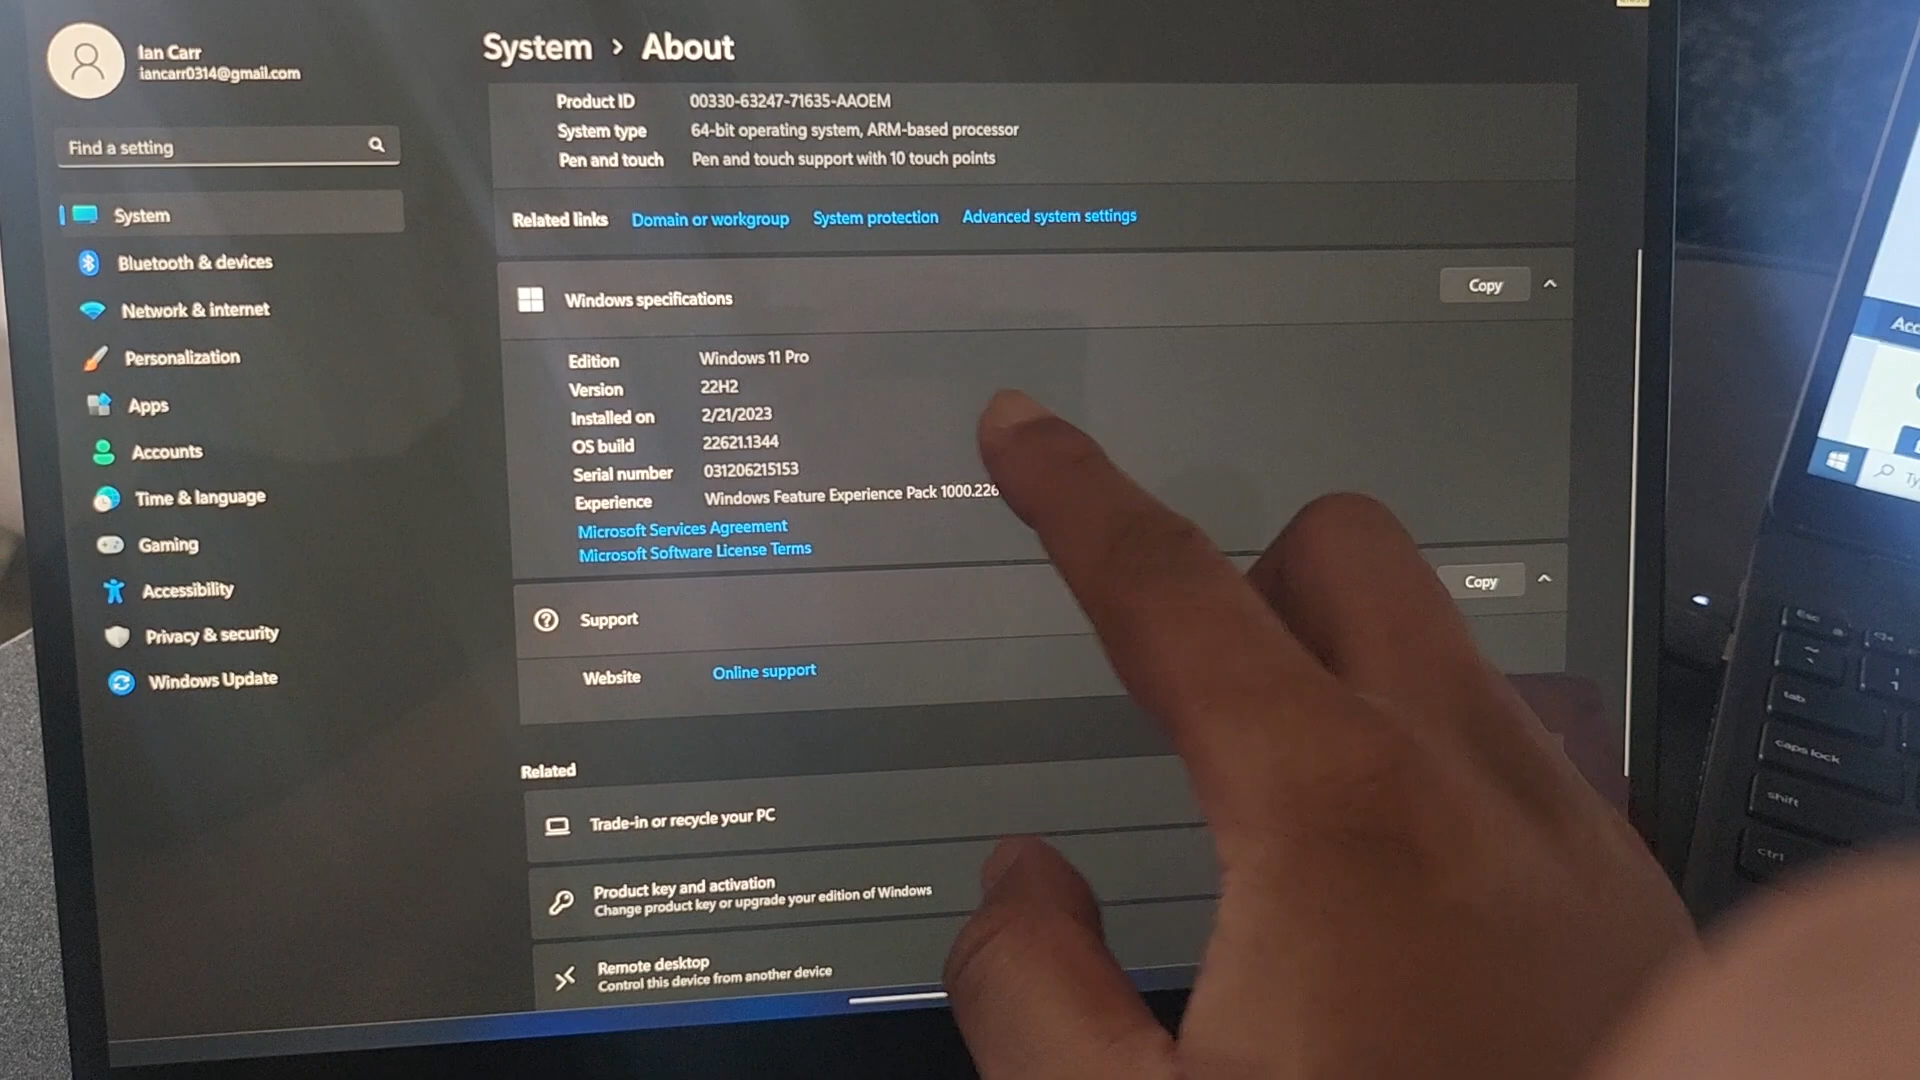 Ian Carr
iancarr0314@gmail.com
Find a setting
System
Bluetooth & devices
Network & internet
Personalization
Apps
Accounts
Time & language
Gaming
Accessibility
Privacy & security
Windows Update
System > About
Product ID 00330-63247-71635-AAOEM
System type 64-bit operating system, ARM-based processor
Pen and touch Pen and touch support with 10 touch points
Related links Domain or workgroup System protection Advanced system settings
Windows specifications Copy
Edition Windows 11 Pro
Version 22H2
Installed on 2/21/2023
OS build 22621.1344
Serial number 031206215153
Experience Windows Feature Experience Pack 1000.226
Microsoft Services Agreement
Microsoft Software License Terms
Support Copy
Website Online support
Related
Trade-in or recycle your PC
Product key and activation
Change product key or upgrade your edition of Windows
Remote desktop
Control this device from another device
Acc
Ty
Esc
tab
caps lock
shift
ctrl